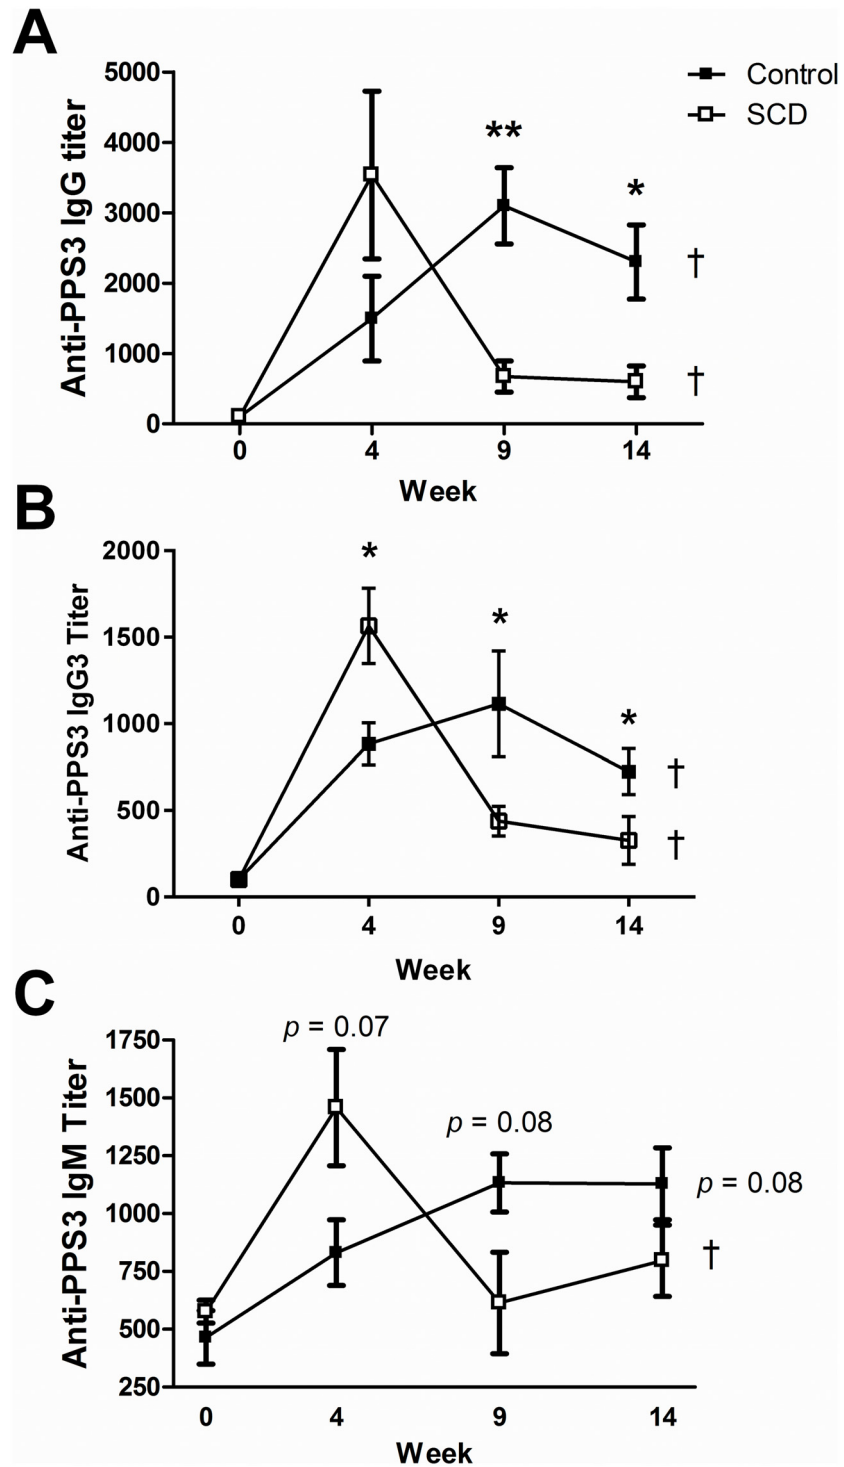 A
Anti-PPS3 IgG titer
5000
4000
3000
2000
1000
0
Control
SCD
**
*
†
†
0 4 9 14
Week
B
Anti-PPS3 IgG3 Titer
2000
1500
1000
500
0
*
*
*
†
†
0 4 9 14
Week
C
Anti-PPS3 IgM Titer
1750
1500
1250
1000
750
500
250
p = 0.07
p = 0.08
p = 0.08
†
0 4 9 14
Week